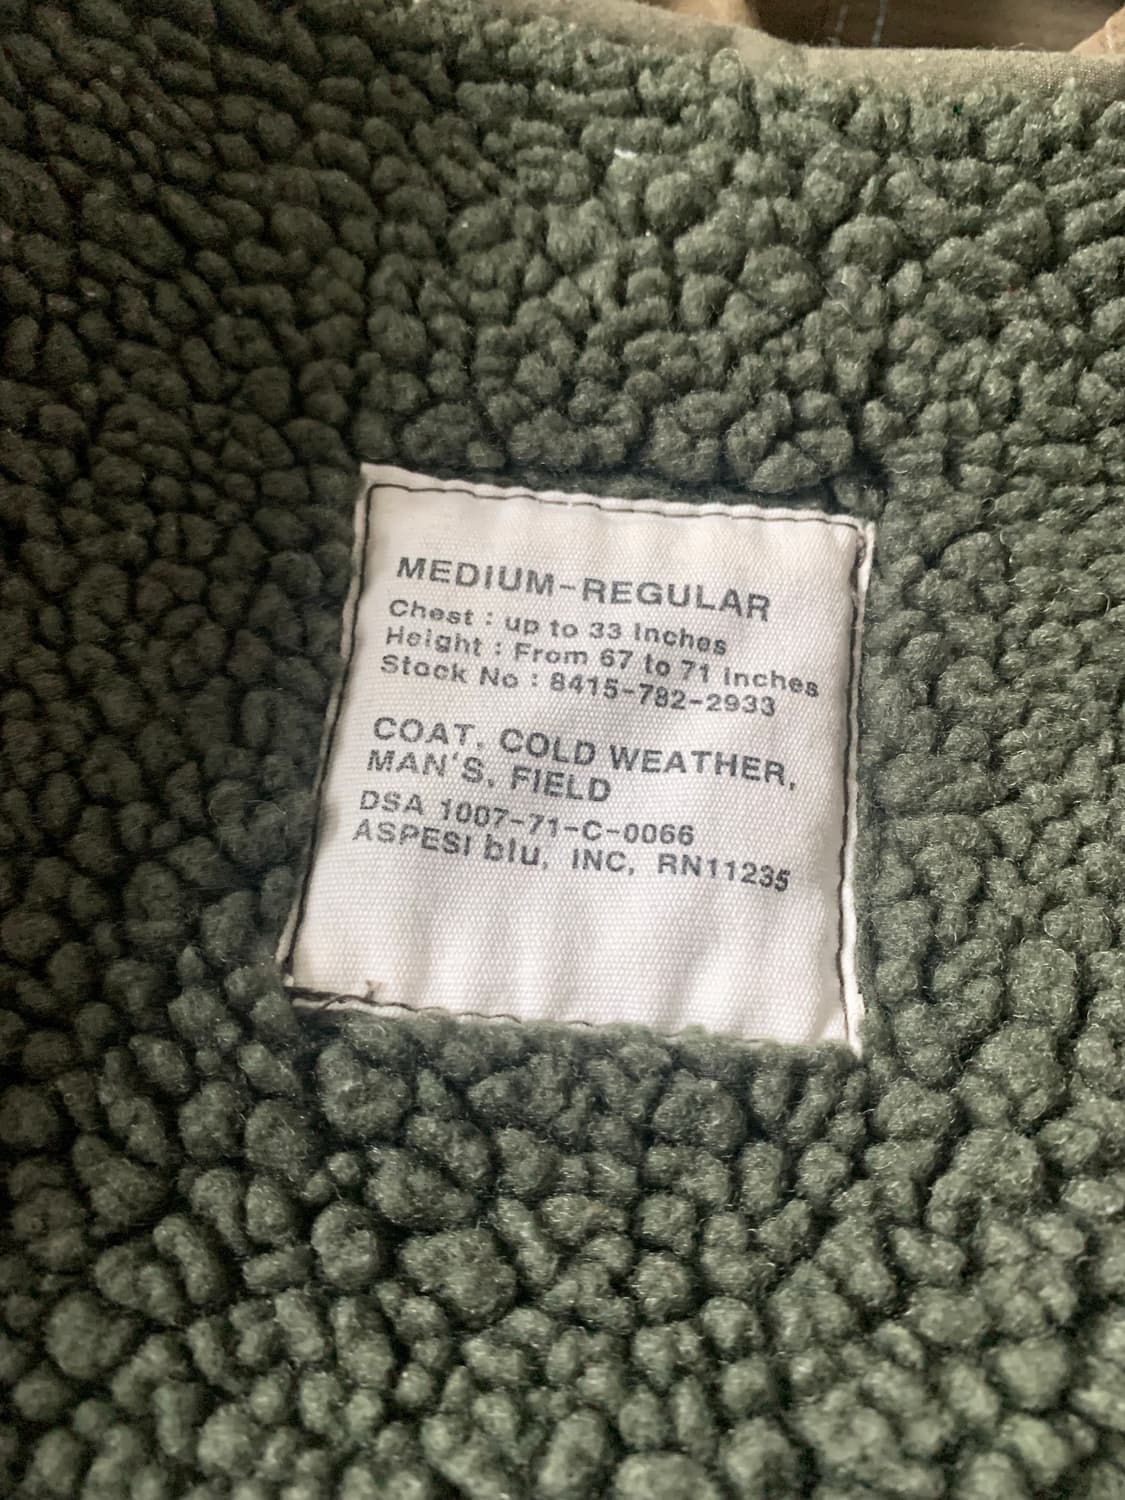 MEDIUM-REGULAR
Chest : up to 33 inches
Height : From 67 to 71 inches
Stock No : 8415-782-2933
COAT, COLD WEATHER,
MAN'S, FIELD
DSA 1007-71-C-0066
ASPESI blu, INC, RN11235